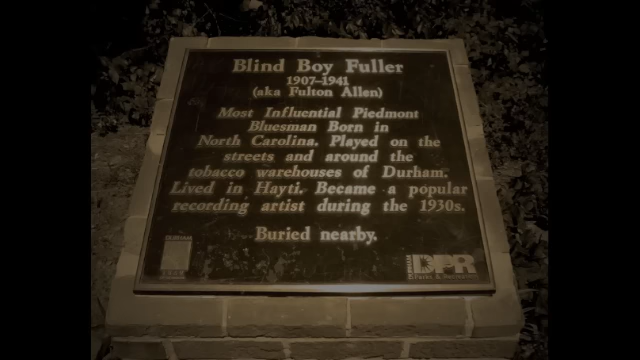 Blind Boy Fuller
1907–1941
(aka Fulton Allen)
Most Influential Piedmont
Bluesman Born in
North Carolina. Played on the
streets and around the
tobacco warehouses of Durham.
Lived in Hayti. Became a popular
recording artist during the 1930s.
Buried nearby.
DURHAM
DPR